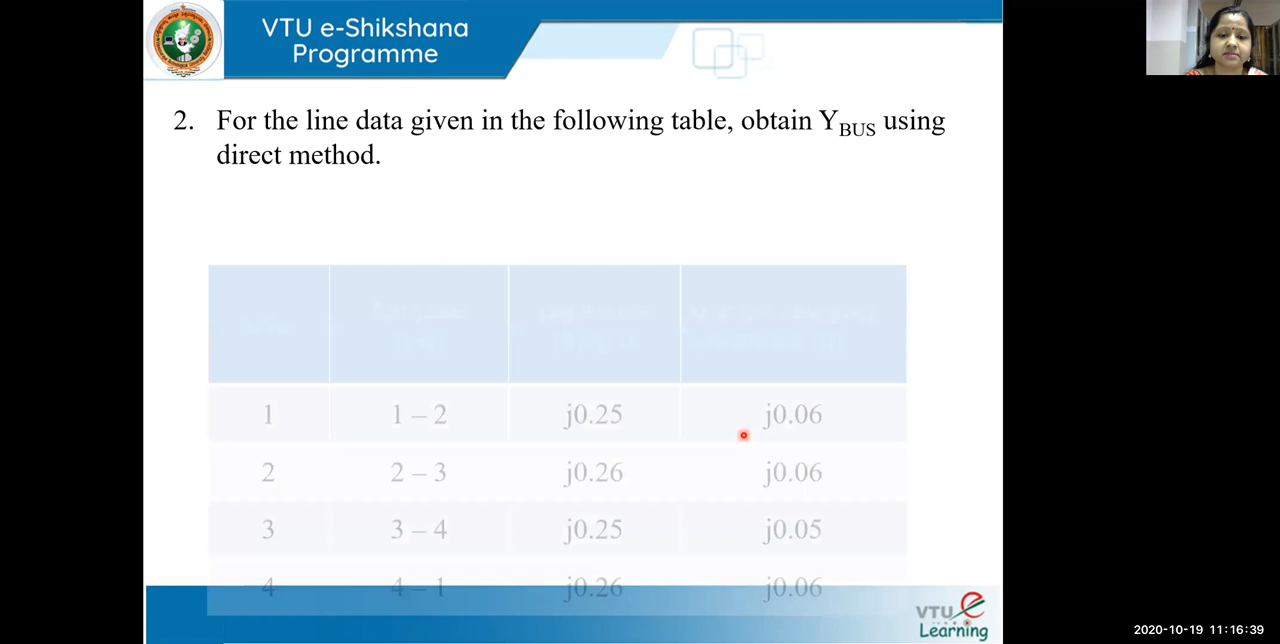 VTU e-Shikshana
Programme
2. For the line data given in the following table, obtain Y_BUS using
direct method.
1 1 – 2 j0.25 j0.06
2 2 – 3 j0.26 j0.06
3 3 – 4 j0.25 j0.05
4 4 – 1 j0.26 j0.06
VTU e
Learning
2020-10-19 11:16:39